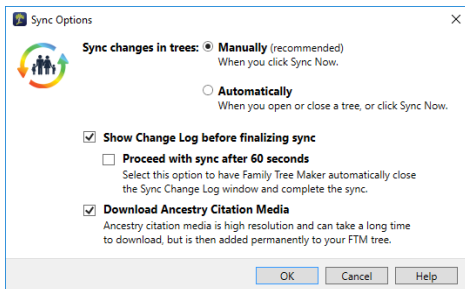 Sync Options
Sync changes in trees: Manually (recommended)
When you click Sync Now.
Automatically
When you open or close a tree, or click Sync Now.
Show Change Log before finalizing sync
Proceed with sync after 60 seconds
Select this option to have Family Tree Maker automatically close
the Sync Change Log window and complete the sync.
Download Ancestry Citation Media
Ancestry citation media is high resolution and can take a long time
to download, but is then added permanently to your FTM tree.
OK Cancel Help